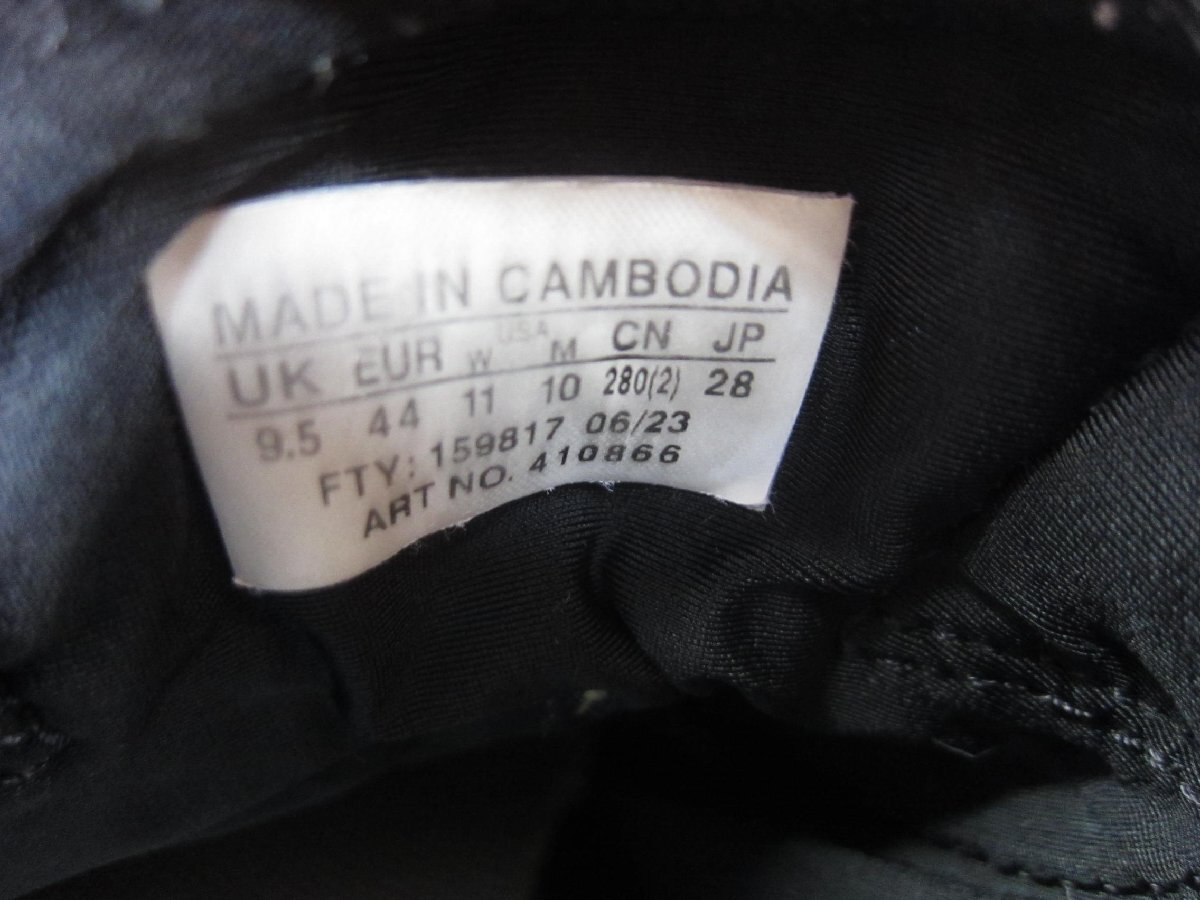 MADE IN CAMBODIA
UK EUR W USA M CN JP
9.5 44 11 10 280(2) 28
FTY: 159817 06/23
ART NO. 410866